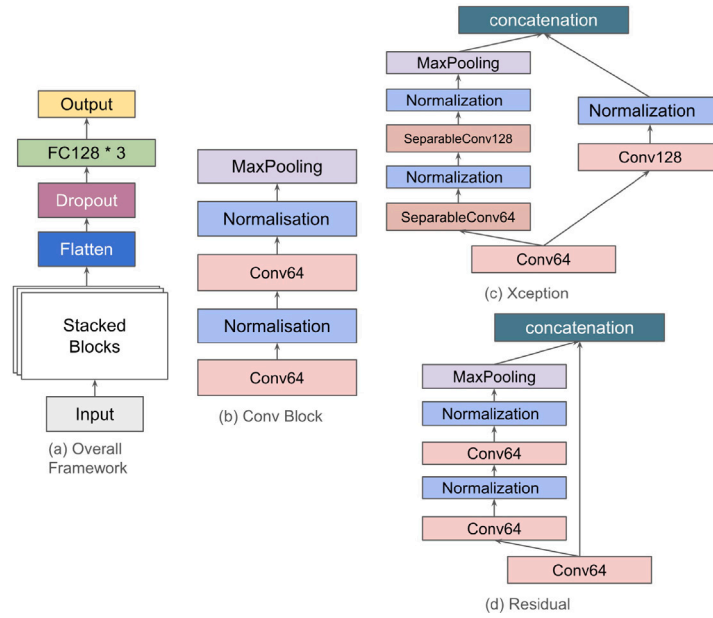 Output
FC128 * 3
Dropout
Flatten
Stacked
Blocks
Input
(a) Overall
Framework
MaxPooling
Normalisation
Conv64
Normalisation
Conv64
(b) Conv Block
concatenation
MaxPooling
Normalization
SeparableConv128
Normalization
SeparableConv64
Normalization
Conv128
Conv64
(c) Xception
concatenation
MaxPooling
Normalization
Conv64
Normalization
Conv64
Conv64
(d) Residual